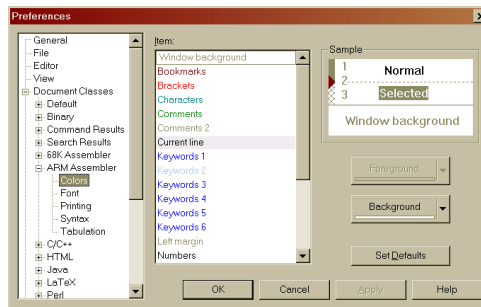 Preferences
General
File
Editor
View
Document Classes
Default
Binary
Command Results
Search Results
68K Assembler
ARM Assembler
Colors
Font
Printing
Syntax
Tabulation
C/C++
HTML
Java
LaTeX
Perl
Item:
Window background
Bookmarks
Brackets
Characters
Comments
Comments 2
Current line
Keywords 1
Keywords 2
Keywords 3
Keywords 4
Keywords 5
Keywords 6
Left margin
Numbers
Sample
1 Normal
2
3 Selected
Window background
Foreground
Background
Set Defaults
OK Cancel Apply Help